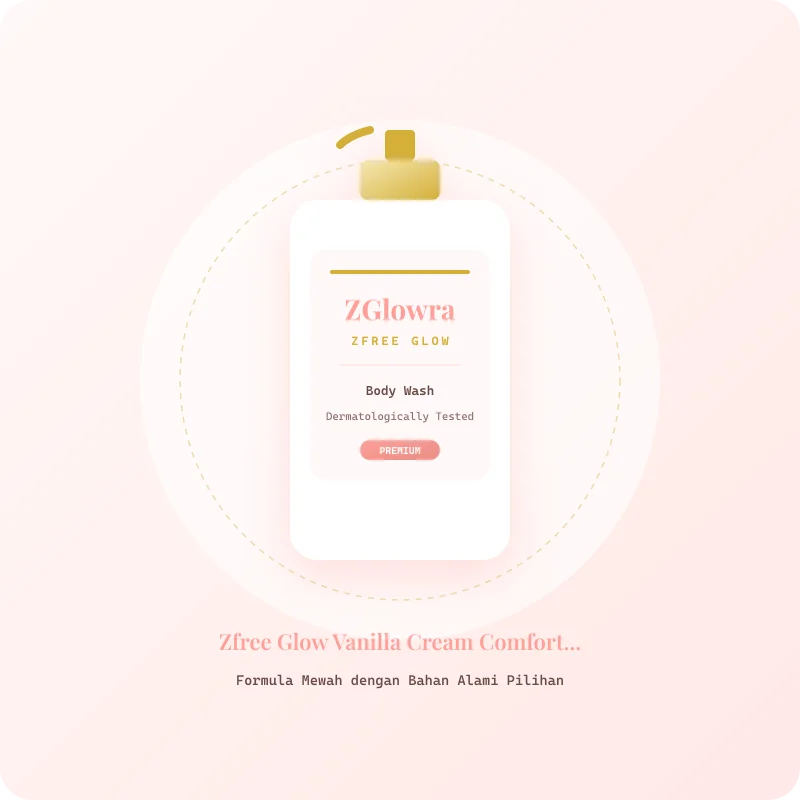 ZGlowra
ZFREE GLOW
Body Wash
Dermatologically Tested
PREMIUM
Zfree Glow Vanilla Cream Comfort...
Formula Mewah dengan Bahan Alami Pilihan